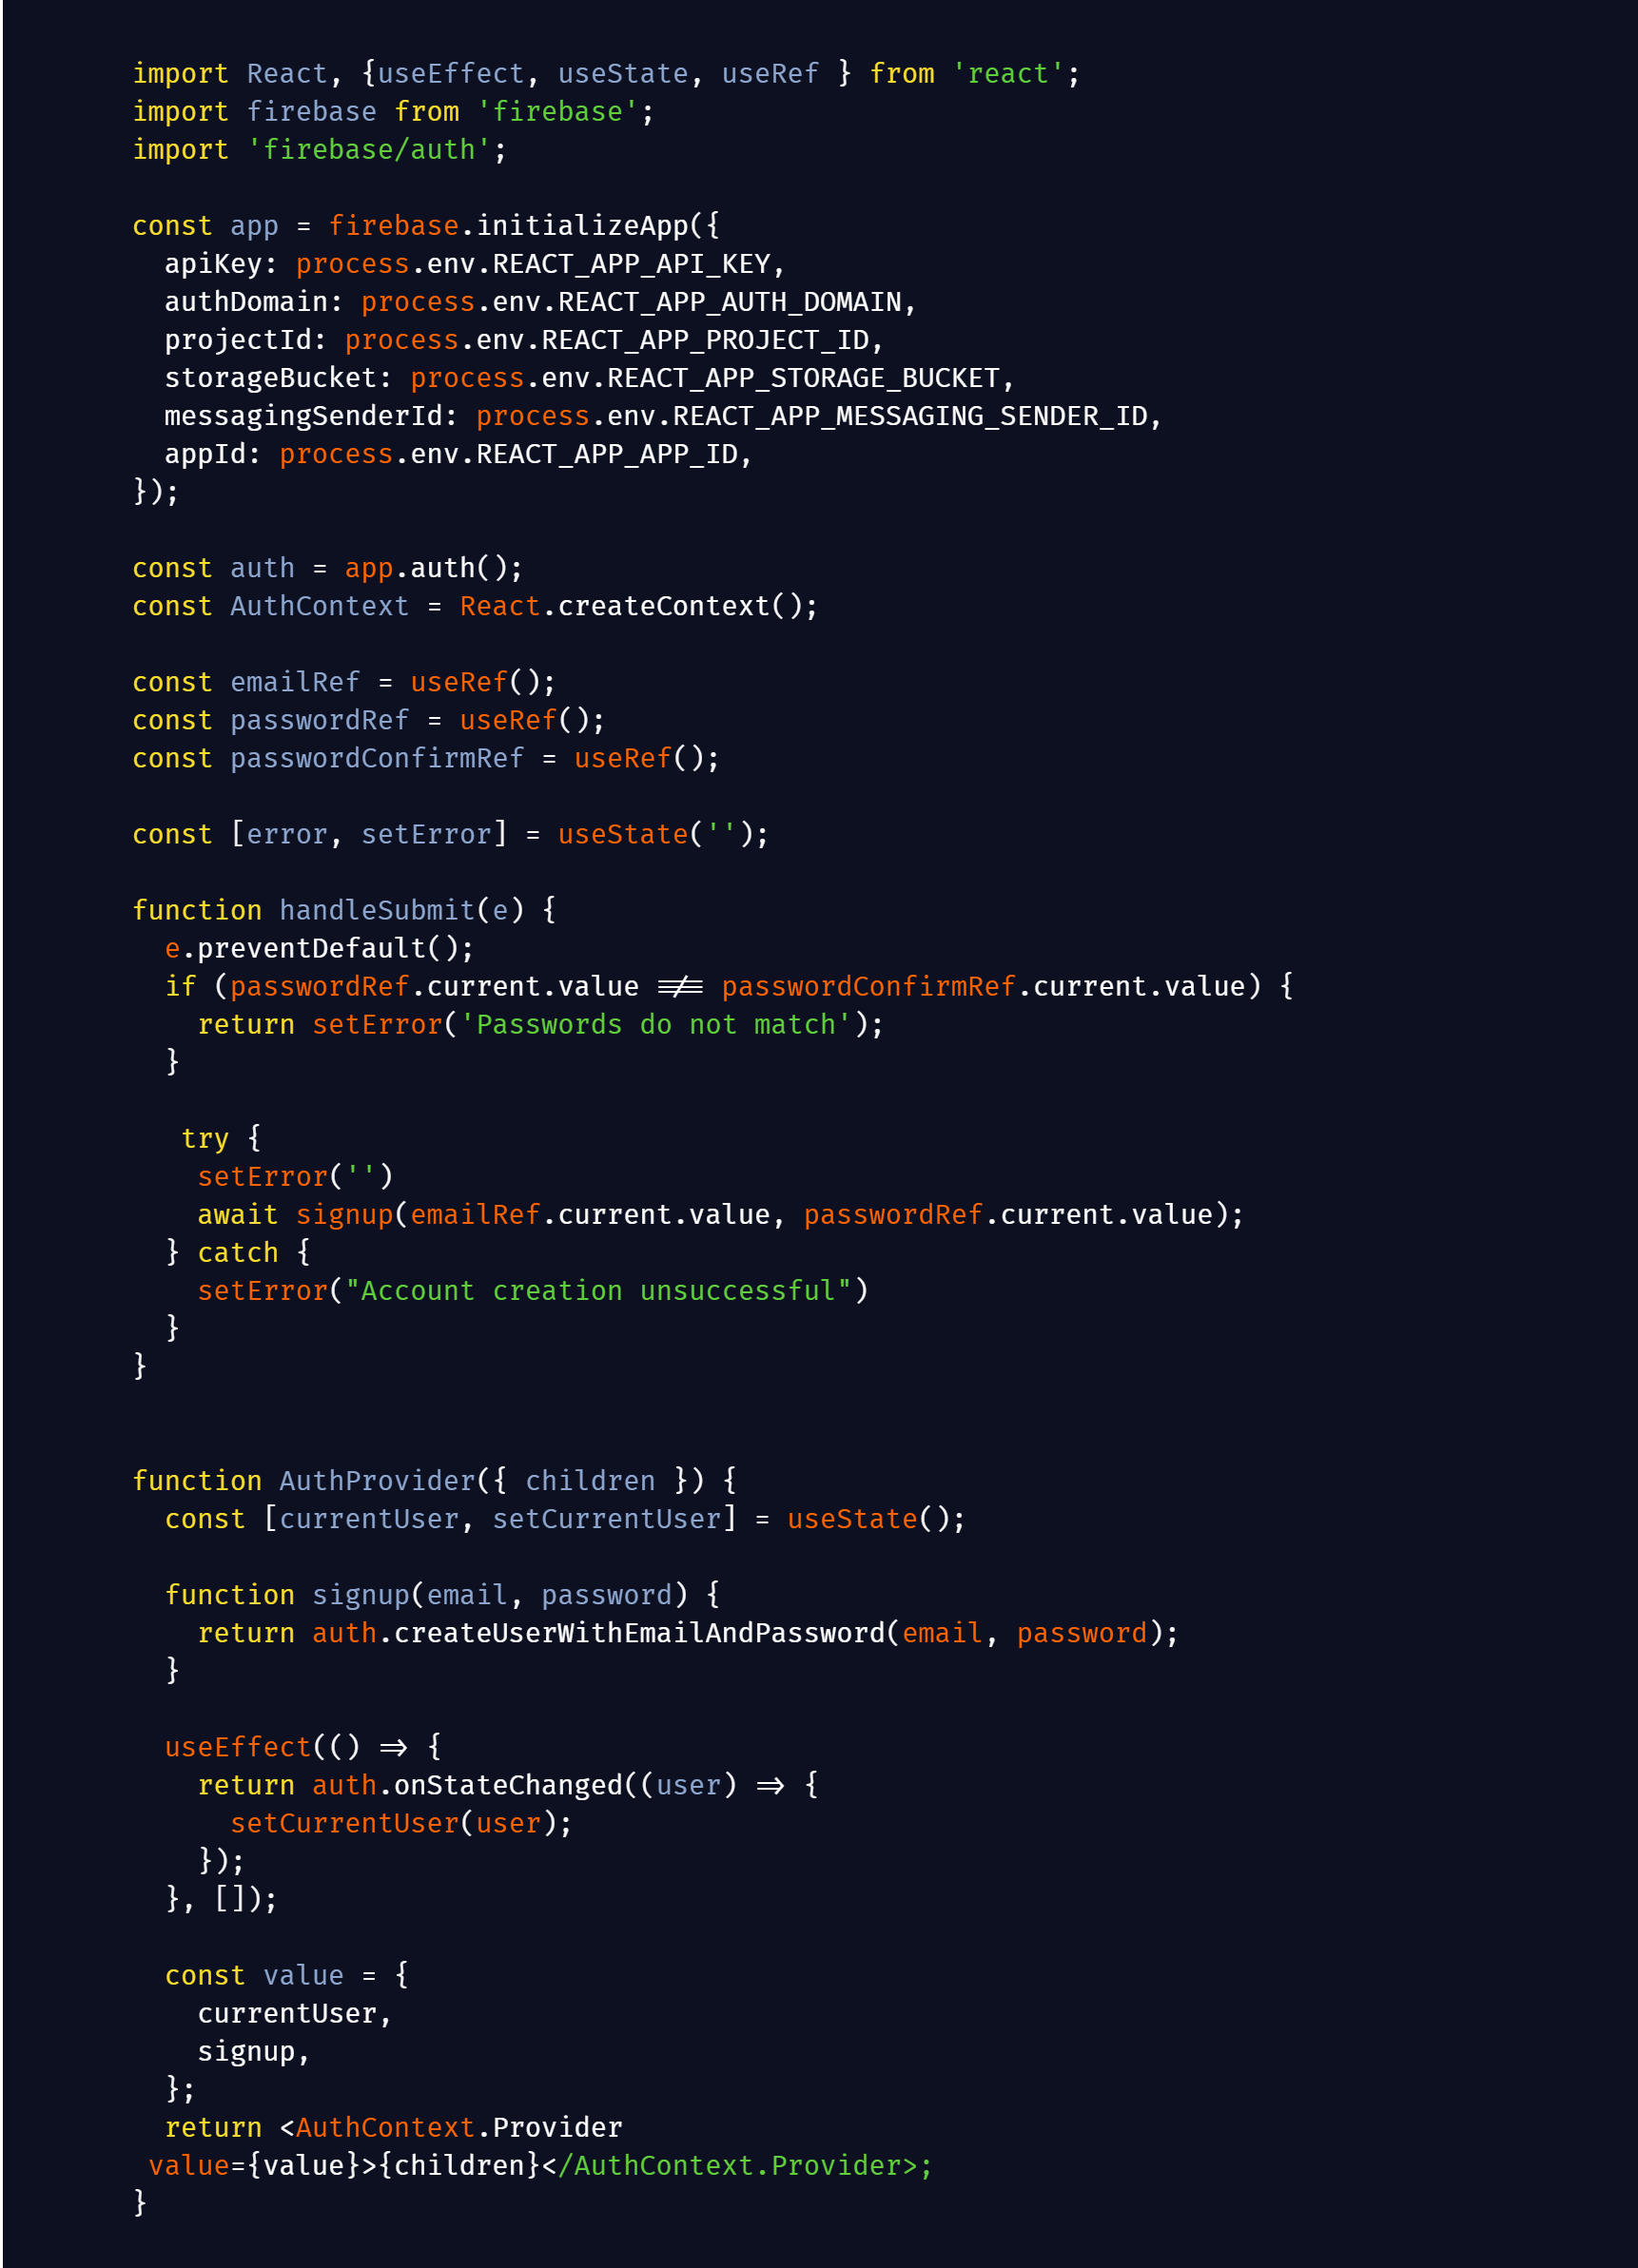 import React, {useEffect, useState, useRef } from 'react';
import firebase from 'firebase';
import 'firebase/auth';

const app = firebase.initializeApp({
  apiKey: process.env.REACT_APP_API_KEY,
  authDomain: process.env.REACT_APP_AUTH_DOMAIN,
  projectId: process.env.REACT_APP_PROJECT_ID,
  storageBucket: process.env.REACT_APP_STORAGE_BUCKET,
  messagingSenderId: process.env.REACT_APP_MESSAGING_SENDER_ID,
  appId: process.env.REACT_APP_APP_ID,
});

const auth = app.auth();
const AuthContext = React.createContext();

const emailRef = useRef();
const passwordRef = useRef();
const passwordConfirmRef = useRef();

const [error, setError] = useState('');

function handleSubmit(e) {
  e.preventDefault();
  if (passwordRef.current.value !== passwordConfirmRef.current.value) {
    return setError('Passwords do not match');
  }

   try {
    setError('')
    await signup(emailRef.current.value, passwordRef.current.value);
  } catch {
    setError("Account creation unsuccessful")
  }
}


function AuthProvider({ children }) {
  const [currentUser, setCurrentUser] = useState();

  function signup(email, password) {
    return auth.createUserWithEmailAndPassword(email, password);
  }

  useEffect(() => {
    return auth.onStateChanged((user) => {
      setCurrentUser(user);
    });
  }, []);

  const value = {
    currentUser,
    signup,
  };
  return <AuthContext.Provider
 value={value}>{children}</AuthContext.Provider>;
}